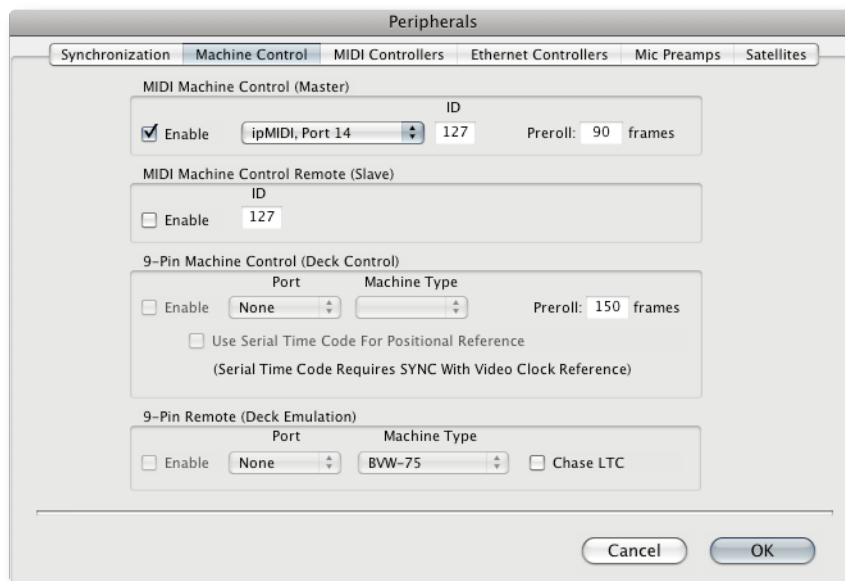 Peripherals
Synchronization Machine Control MIDI Controllers Ethernet Controllers Mic Preamps Satellites
MIDI Machine Control (Master)
ID
Enable ipMIDI, Port 14 127 Preroll: 90 frames
MIDI Machine Control Remote (Slave)
ID
Enable 127
9-Pin Machine Control (Deck Control)
Port Machine Type
Enable None Preroll: 150 frames
Use Serial Time Code For Positional Reference
(Serial Time Code Requires SYNC With Video Clock Reference)
9-Pin Remote (Deck Emulation)
Port Machine Type
Enable None BVW-75 Chase LTC
Cancel OK